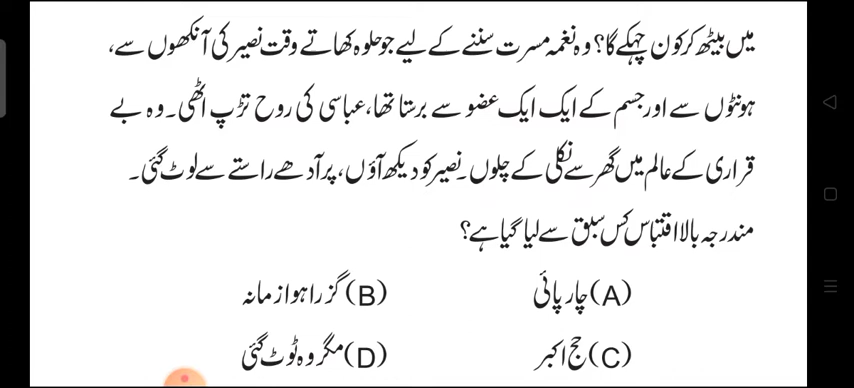 میں بیٹھ کر کون چہکے گا؟ وہ نغمہ مسرت سننے کے لیے جو حلوہ کھاتے وقت نصیر کی آنکھوں سے،
ہونٹوں سے اور جسم کے ایک ایک عضو سے برستا تھا، عباسی کی روح تڑپ اٹھی۔ وہ بے
قراری کے عالم میں گھر سے نکلی کے چلوں۔ نصیر کو دیکھ آؤں، پر آدھے راستے سے لوٹ گئی۔
مندرجہ بالا اقتباس کس سبق سے لیا گیا ہے؟
(A) چارپائی (B) گزرا ہوا زمانہ
(C) حج اکبر (D) مگر وہ ٹوٹ گئی